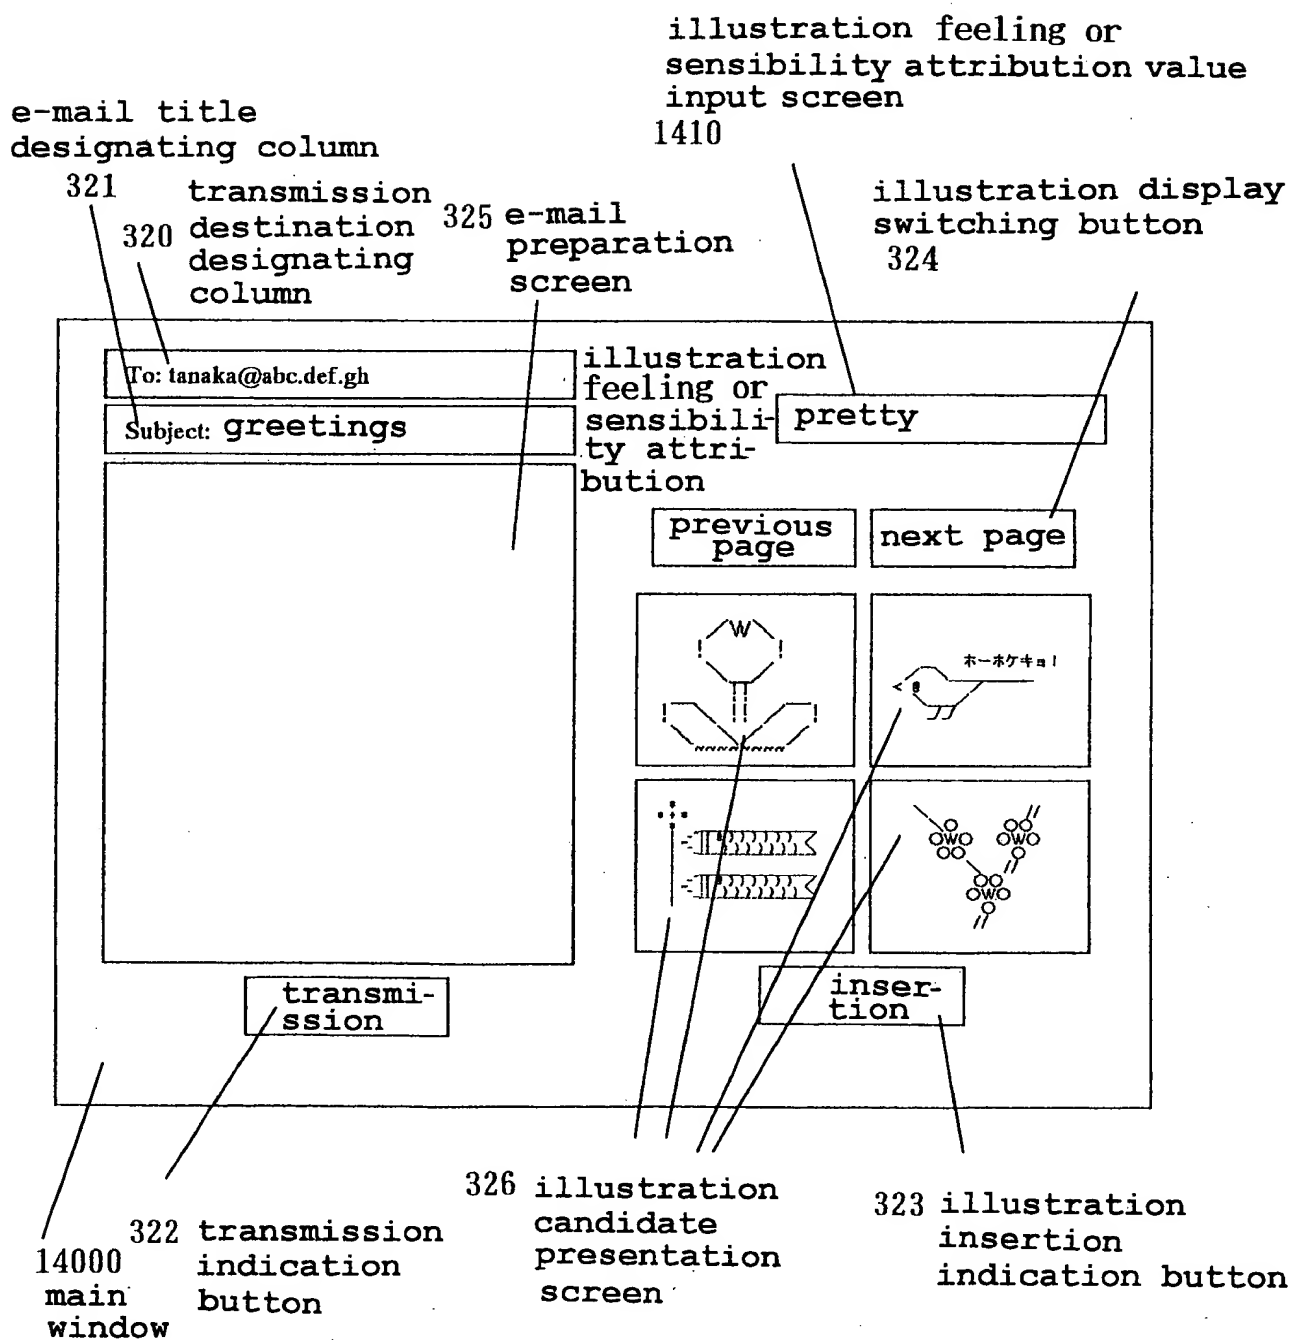 illustration feeling or
sensibility attribution value
input screen
1410
e-mail title
designating column
321
320 transmission
destination
designating
column
325 e-mail
preparation
screen
illustration display
switching button
324
To: tanaka@abc.def.gh
Subject: greetings
illustration
feeling or
sensibili-
ty attri-
bution
pretty
previous
page
next page
ホーホケキョ!
transmi-
ssion
inser-
tion
14000
main
window
322 transmission
indication
button
326 illustration
candidate
presentation
screen
323 illustration
insertion
indication button